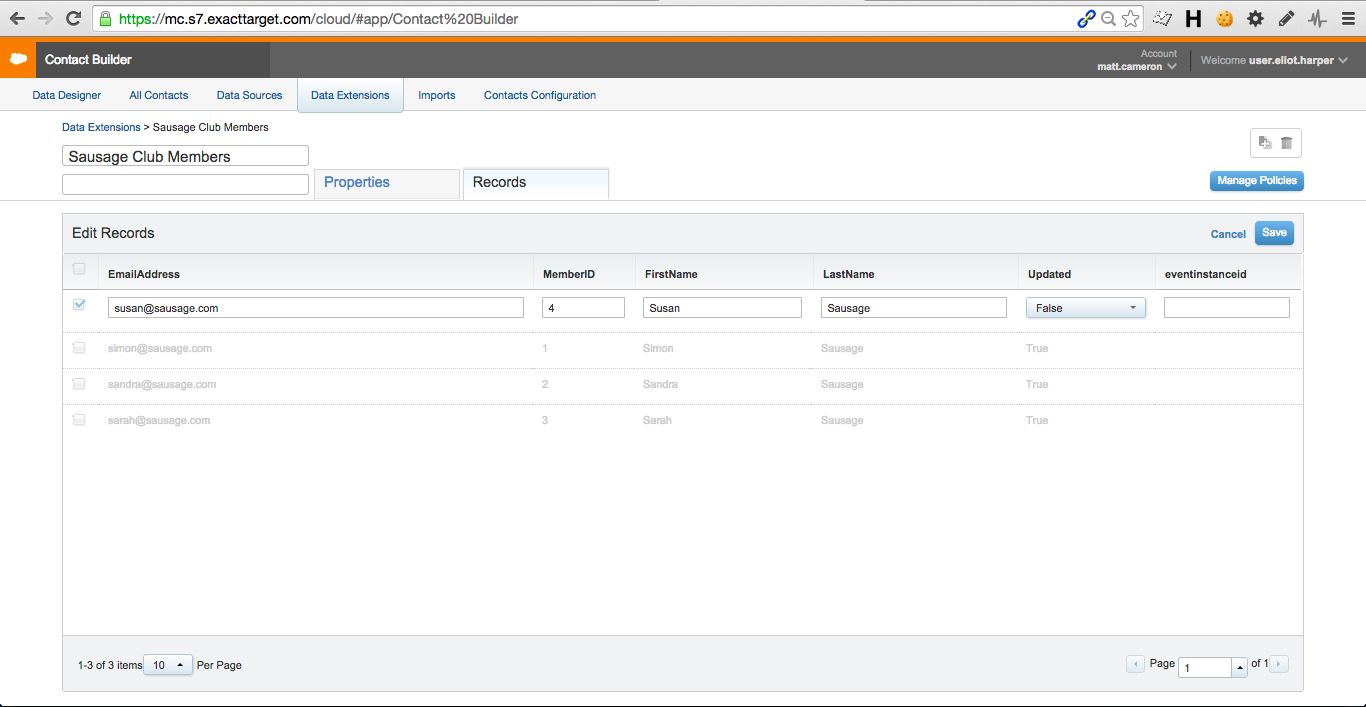 https://mc.s7.exacttarget.com/cloud/#app/Contact%20Builder
H
Contact Builder
Account
matt.cameron
Welcome user.eliot.harper
Data Designer All Contacts Data Sources Data Extensions Imports Contacts Configuration
Data Extensions > Sausage Club Members
Sausage Club Members
Properties Records
Manage Policies
Edit Records Cancel Save
EmailAddress MemberID FirstName LastName Updated eventinstanceid
susan@sausage.com 4 Susan Sausage False
simon@sausage.com 1 Simon Sausage True
sandra@sausage.com 2 Sandra Sausage True
sarah@sausage.com 3 Sarah Sausage True
1-3 of 3 items 10 Per Page Page 1 of 1